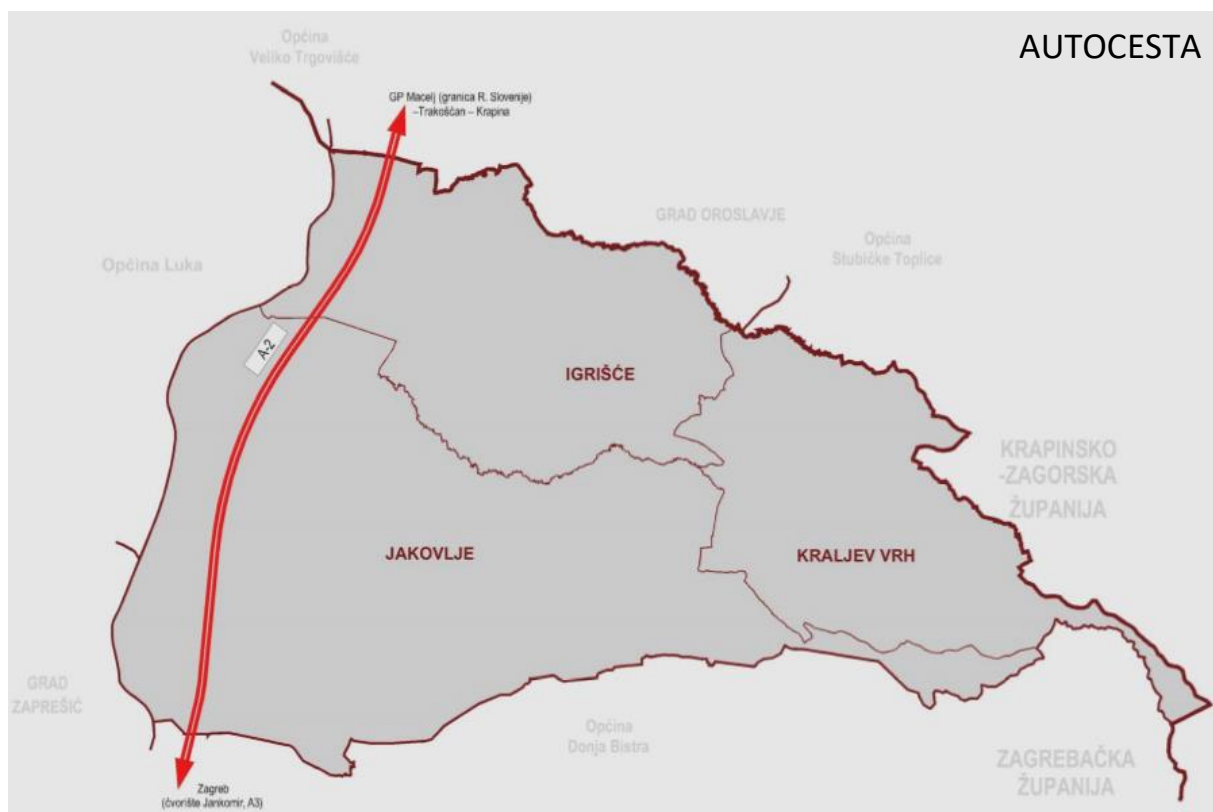 AUTOCESTA
Općina
Veliko Trgovišće
GP Macelj (granica R. Slovenije)
–Trakošćan – Krapina
GRAD OROSLAVJE
Općina
Stubičke Toplice
Općina Luka
A-2
IGRIŠĆE
KRAPINSKO
-ZAGORSKA
ŽUPANIJA
JAKOVLJE
KRALJEV VRH
GRAD
ZAPREŠIĆ
Općina
Donja Bistra
ZAGREBAČKA
ŽUPANIJA
Zagreb
(čvorište Jankomir, A3)